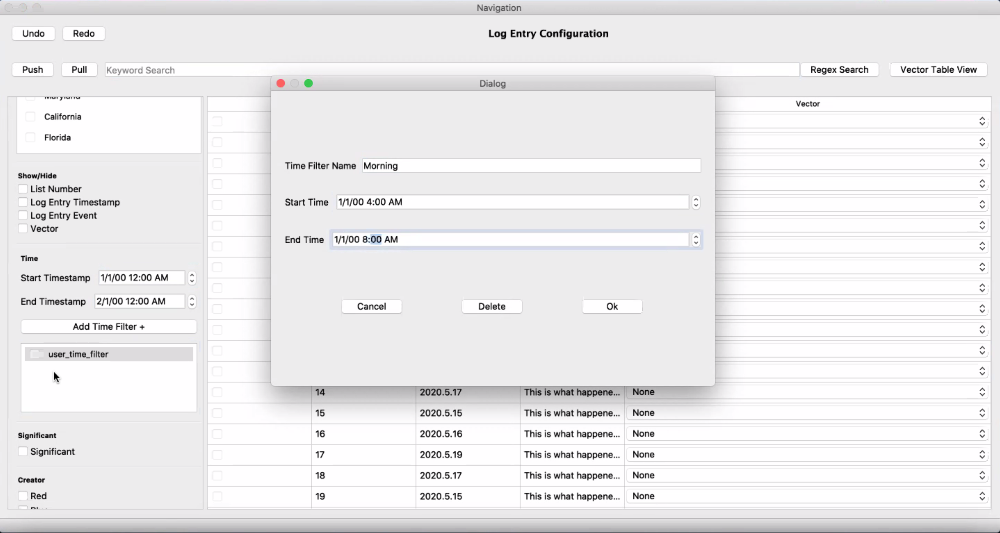 Navigation
Undo
Redo
Log Entry Configuration
Push
Pull
Keyword Search
Regex Search
Vector Table View
Dialog
Maryland
California
Florida
Show/Hide
List Number
Log Entry Timestamp
Log Entry Event
Vector
Time
Start Timestamp 1/1/00 12:00 AM
End Timestamp 2/1/00 12:00 AM
Add Time Filter +
user_time_filter
Significant
Significant
Creator
Red
Time Filter Name Morning
Start Time 1/1/00 4:00 AM
End Time 1/1/00 8:00 AM
Cancel
Delete
Ok
Vector
14 2020.5.17 This is what happene... None
15 2020.5.15 This is what happene... None
16 2020.5.16 This is what happene... None
17 2020.5.19 This is what happene... None
18 2020.5.17 This is what happene... None
19 2020.5.15 This is what happene... None